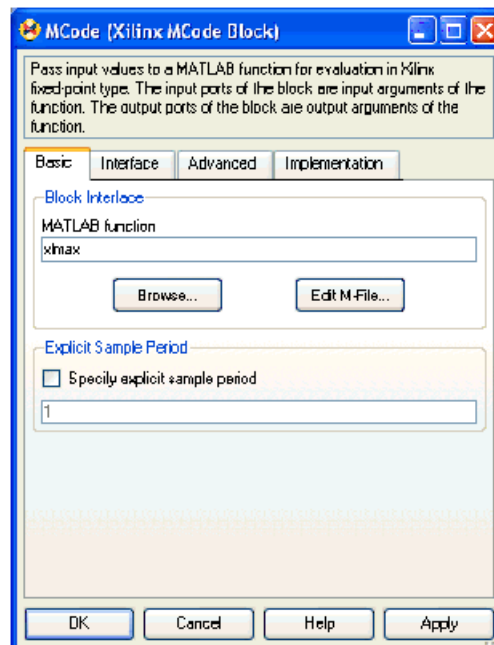 MCode (Xilinx MCode Block)
Pass input values to a MATLAB function for evaluation in Xilinx
fixed-point type. The input ports of the block are input arguments of the
function. The output ports of the block are output arguments of the
function.
Basic Interface Advanced Implementation
Block Interface
MATLAB function
xlmax
Browse... Edit M-File...
Explicit Sample Period
Specify explicit sample period
1
OK Cancel Help Apply